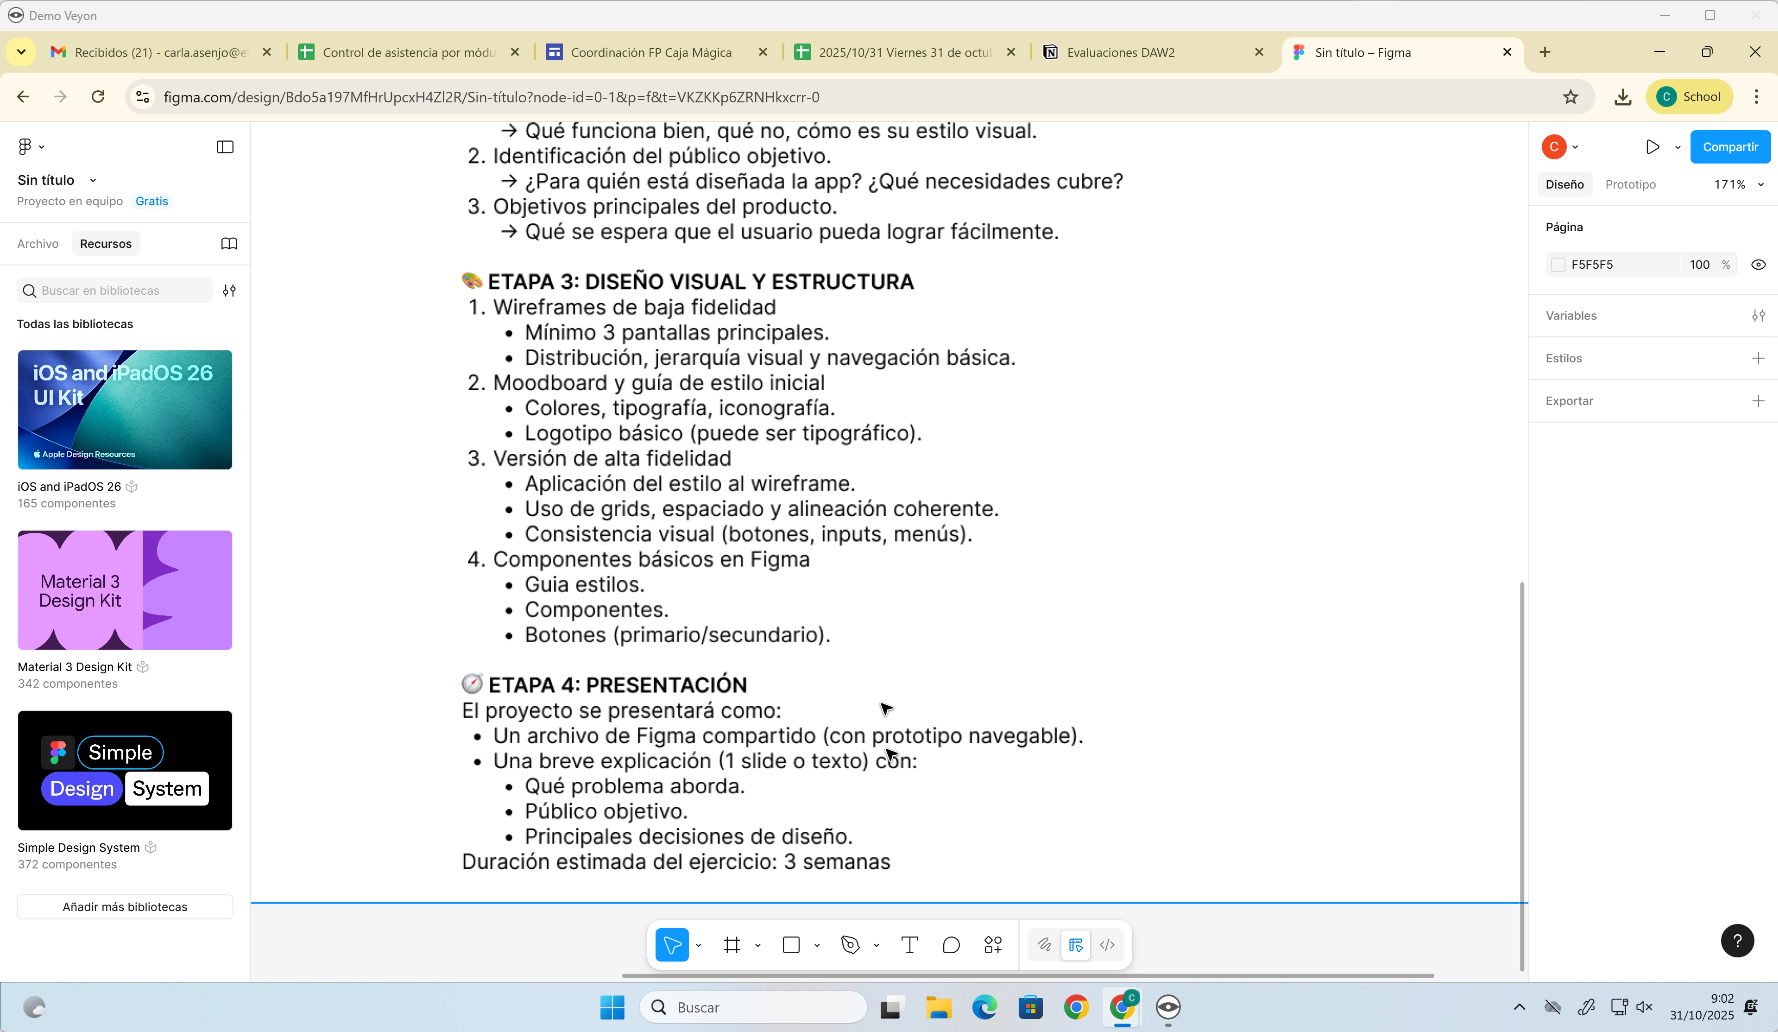 Demo Veyon
Recibidos (21) - carla.asenjo@e
Control de asistencia por módu
Coordinación FP Caja Mágica
2025/10/31 Viernes 31 de octub
Evaluaciones DAW2
Sin título – Figma
figma.com/design/Bdo5a197MfHrUpcxH4Zl2R/Sin-título?node-id=0-1&p=f&t=VKZKKp6ZRNHkxcrr-0
C School
Sin título
Proyecto en equipo Gratis
Archivo Recursos
Buscar en bibliotecas
Todas las bibliotecas
iOS and iPadOS 26
UI Kit
Apple Design Resources
iOS and iPadOS 26
165 componentes
Material 3
Design Kit
Material 3 Design Kit
342 componentes
Simple
Design System
Simple Design System
372 componentes
Añadir más bibliotecas
→ Qué funciona bien, qué no, cómo es su estilo visual.
2. Identificación del público objetivo.
→ ¿Para quién está diseñada la app? ¿Qué necesidades cubre?
3. Objetivos principales del producto.
→ Qué se espera que el usuario pueda lograr fácilmente.
🎨 ETAPA 3: DISEÑO VISUAL Y ESTRUCTURA
1. Wireframes de baja fidelidad
• Mínimo 3 pantallas principales.
• Distribución, jerarquía visual y navegación básica.
2. Moodboard y guía de estilo inicial
• Colores, tipografía, iconografía.
• Logotipo básico (puede ser tipográfico).
3. Versión de alta fidelidad
• Aplicación del estilo al wireframe.
• Uso de grids, espaciado y alineación coherente.
• Consistencia visual (botones, inputs, menús).
4. Componentes básicos en Figma
• Guia estilos.
• Componentes.
• Botones (primario/secundario).
🧭 ETAPA 4: PRESENTACIÓN
El proyecto se presentará como:
• Un archivo de Figma compartido (con prototipo navegable).
• Una breve explicación (1 slide o texto) con:
• Qué problema aborda.
• Público objetivo.
• Principales decisiones de diseño.
Duración estimada del ejercicio: 3 semanas
C
Compartir
Diseño Prototipo 171%
Página
F5F5F5 100 %
Variables
Estilos
Exportar
?
Buscar
C
9:02
31/10/2025